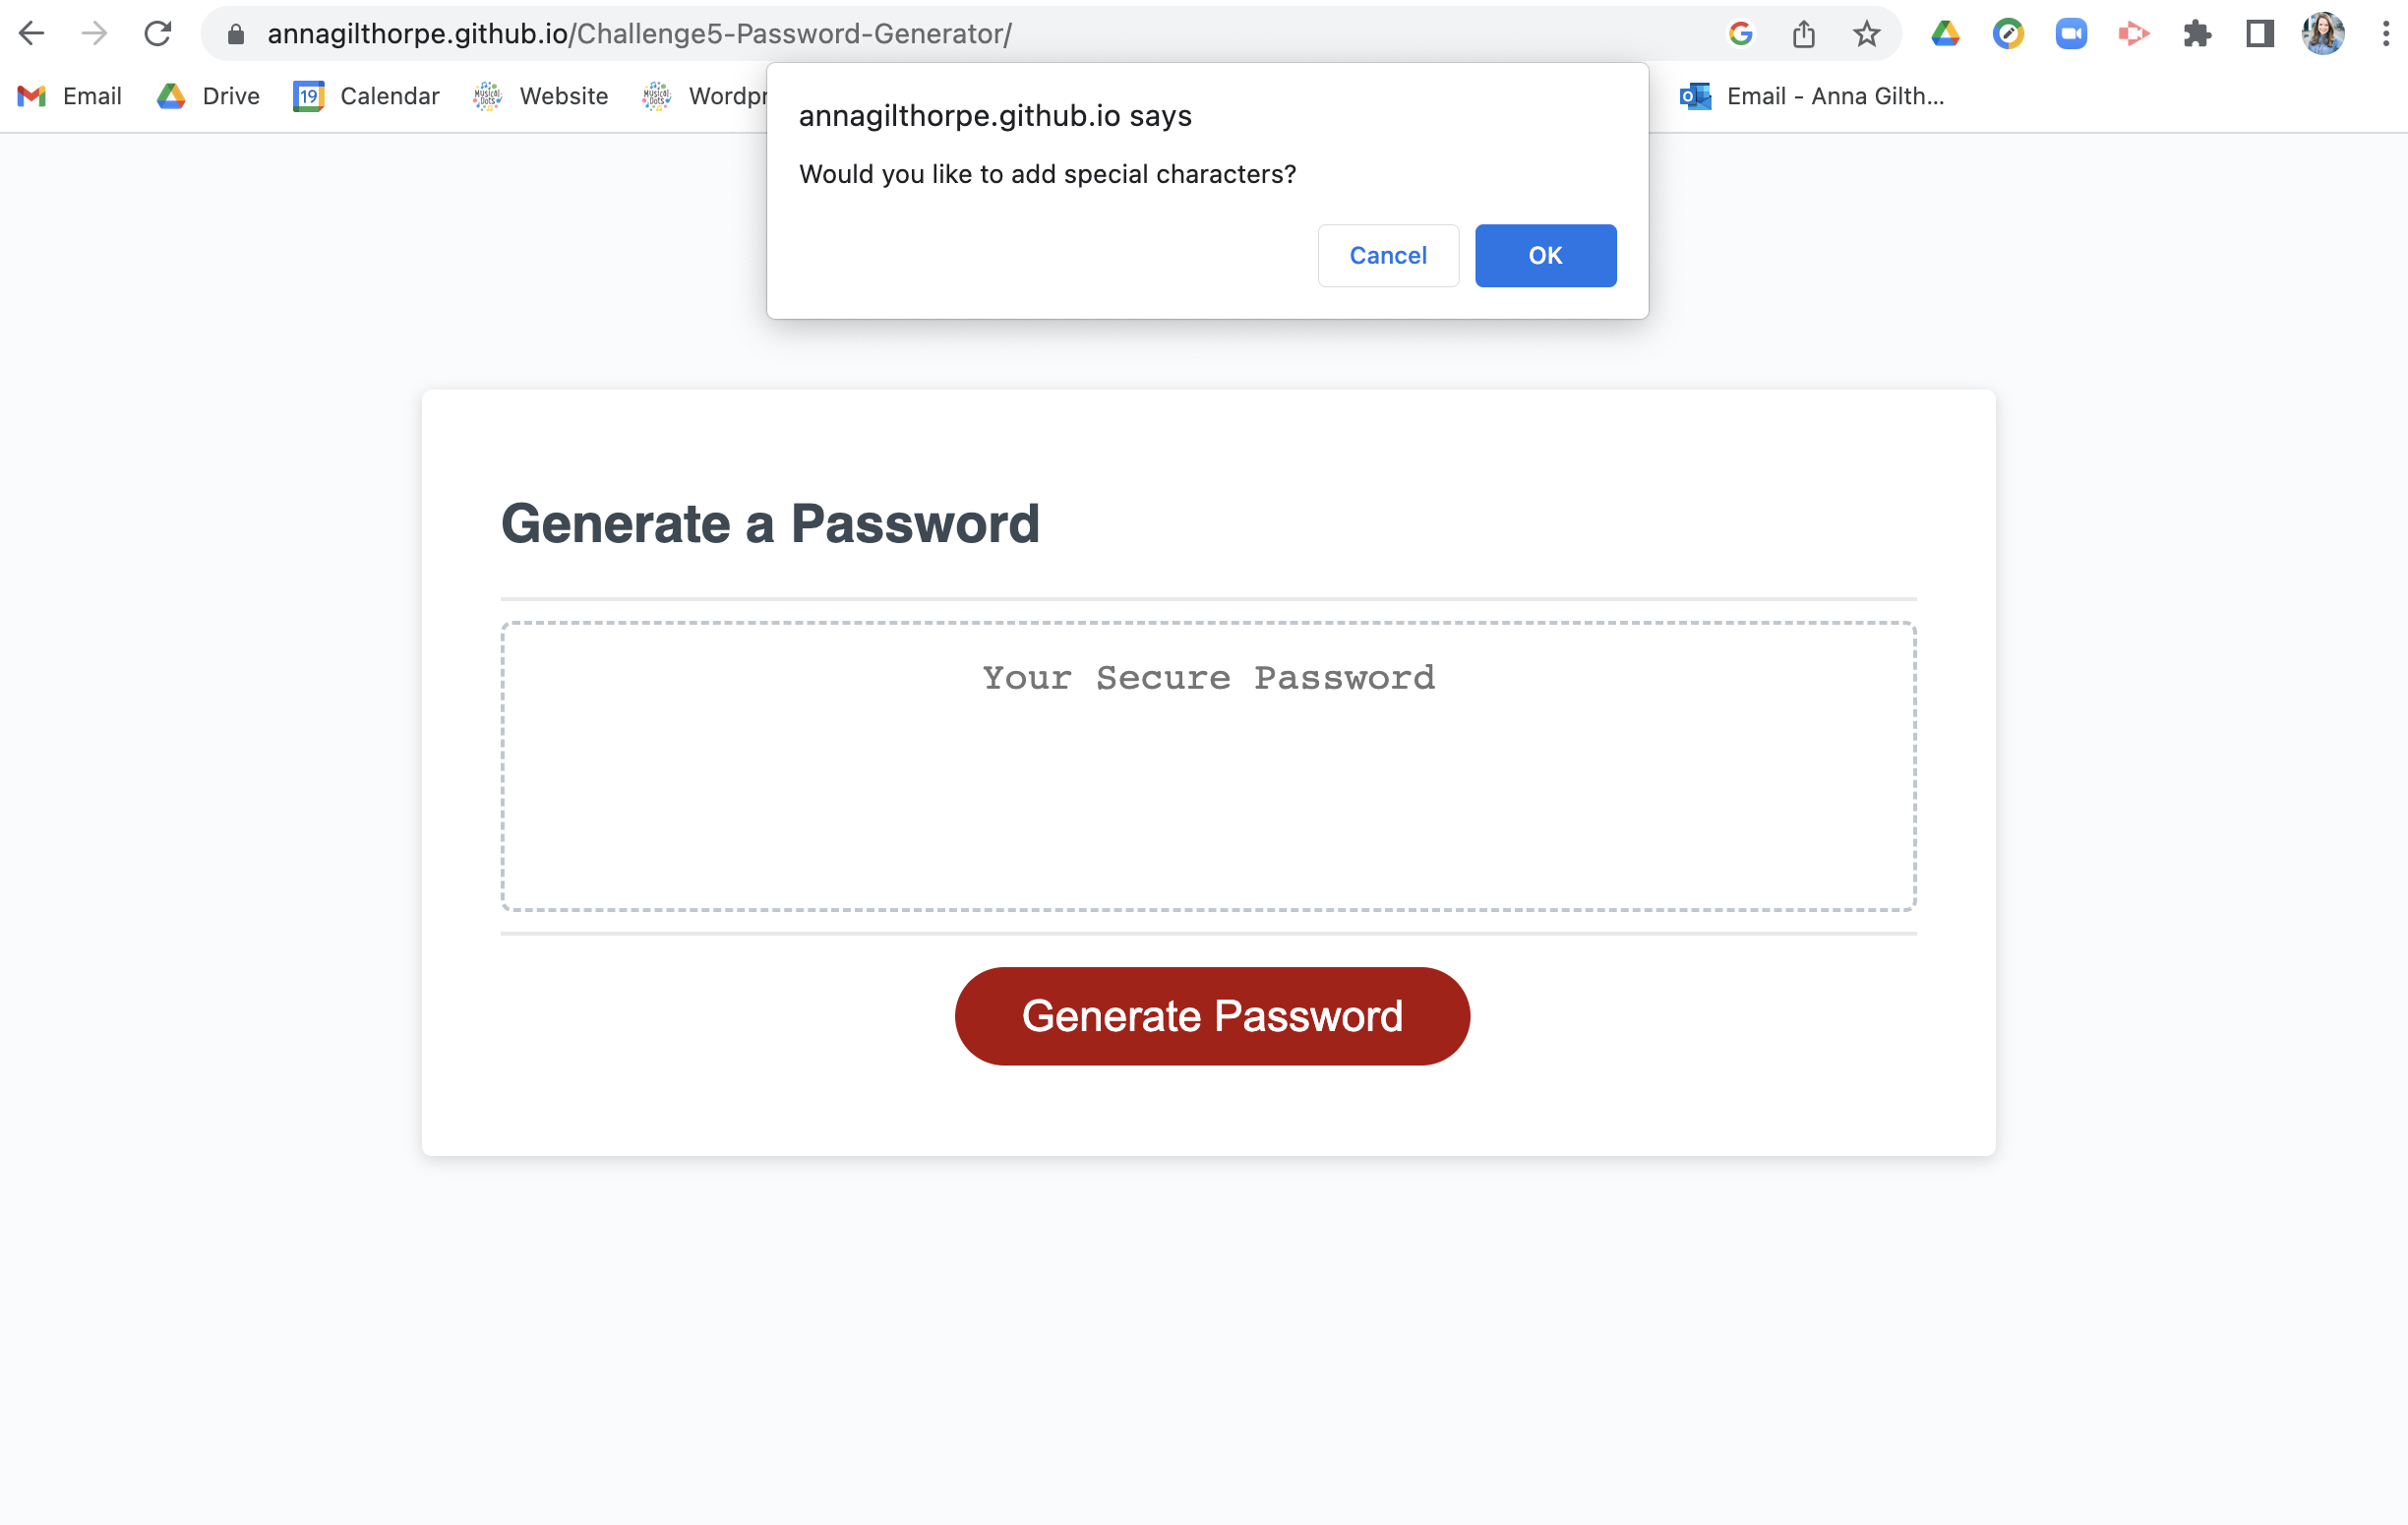 annagilthorpe.github.io/Challenge5-Password-Generator/
Email Drive 19 Calendar Website Wordpr Email - Anna Gilth...
annagilthorpe.github.io says
Would you like to add special characters?
Cancel OK
Generate a Password
Your Secure Password
Generate Password